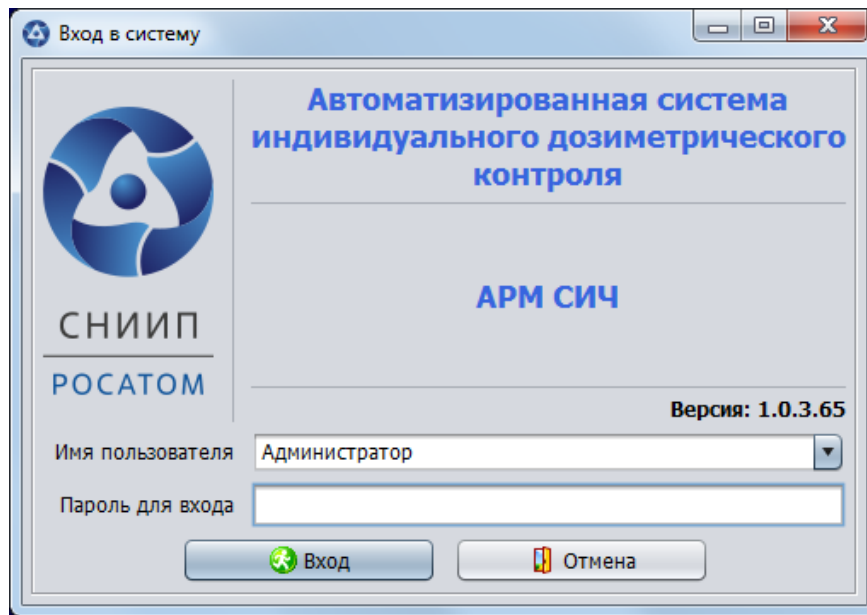 Вход в систему
Автоматизированная система
индивидуального дозиметрического
контроля
АРМ СИЧ
СНИИП
РОСАТОМ
Версия: 1.0.3.65
Имя пользователя Администратор
Пароль для входа
Вход Отмена